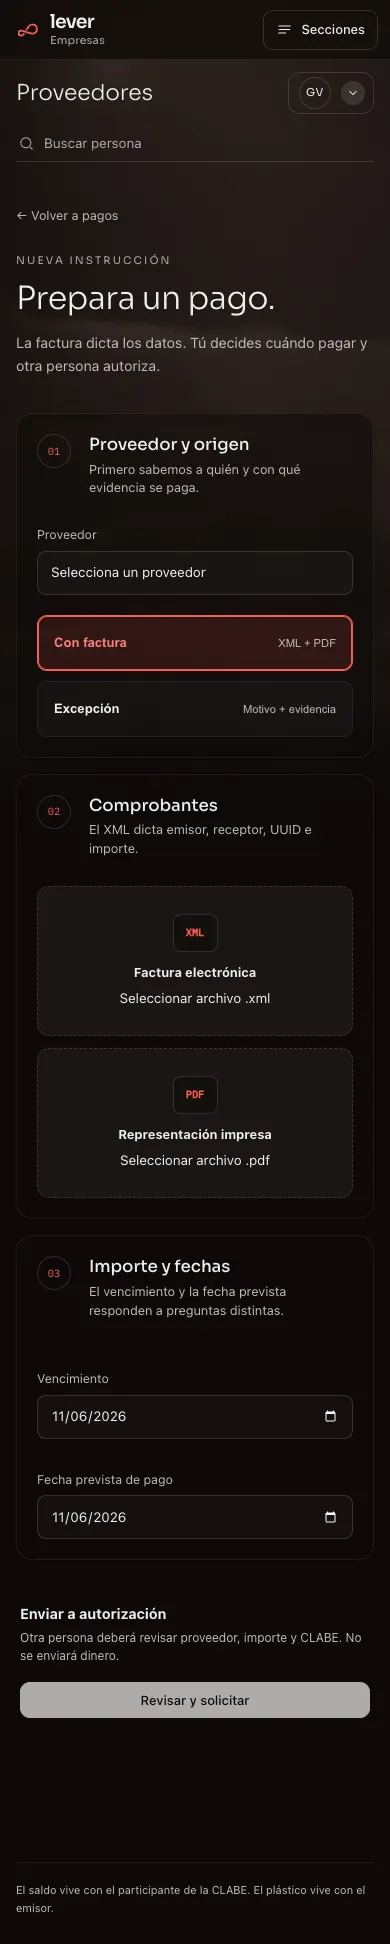 lever
Empresas
Secciones
Proveedores
GV
Buscar persona
← Volver a pagos
NUEVA INSTRUCCIÓN
Prepara un pago.
La factura dicta los datos. Tú decides cuándo pagar y
otra persona autoriza.
01
Proveedor y origen
Primero sabemos a quién y con qué
evidencia se paga.
Proveedor
Selecciona un proveedor
Con factura
XML + PDF
Excepción
Motivo + evidencia
02
Comprobantes
El XML dicta emisor, receptor, UUID e
importe.
XML
Factura electrónica
Seleccionar archivo .xml
PDF
Representación impresa
Seleccionar archivo .pdf
03
Importe y fechas
El vencimiento y la fecha prevista
responden a preguntas distintas.
Vencimiento
11/06/2026
Fecha prevista de pago
11/06/2026
Enviar a autorización
Otra persona deberá revisar proveedor, importe y CLABE. No
se enviará dinero.
Revisar y solicitar
El saldo vive con el participante de la CLABE. El plástico vive con el
emisor.